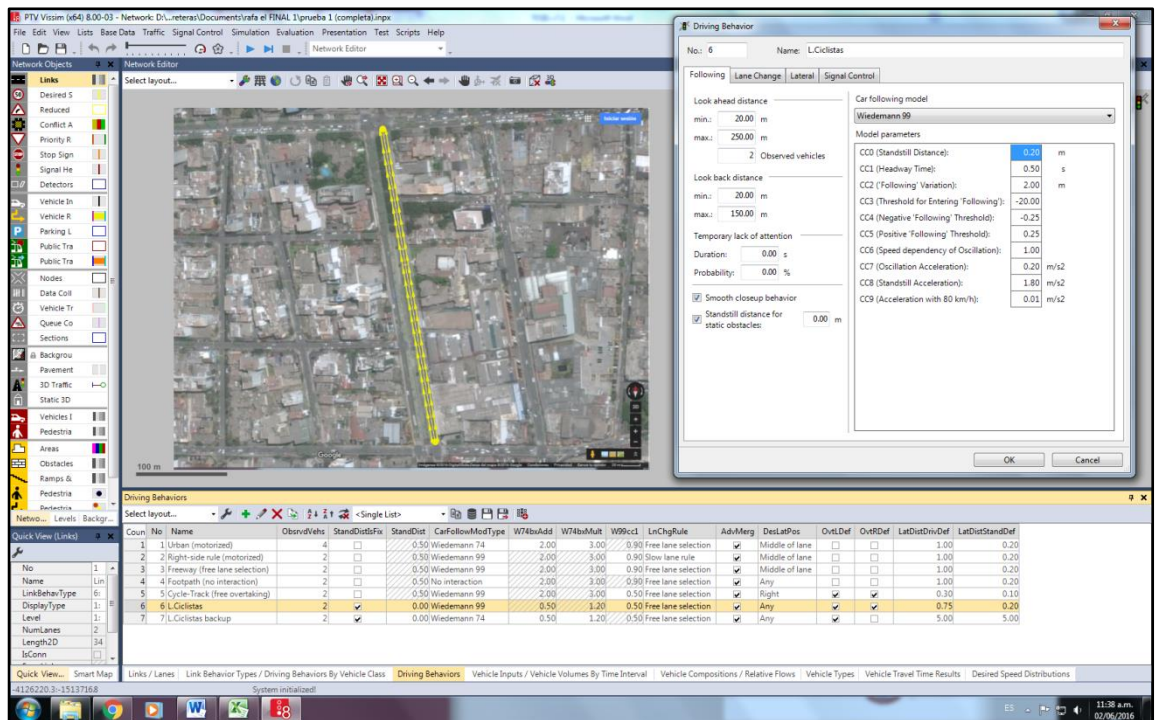 PTV Vissim (x64) 8.00-03 - Network: D:\...reteras\Documents\rafa el FINAL 1\prueba 1 (completa).inpx
File Edit View Lists Base Data Traffic Signal Control Simulation Evaluation Presentation Test Scripts Help
Network Editor
Network Objects
Network Editor
Select layout...
Links
Desired S
Reduced
Conflict A
Priority R
Stop Sign
Signal He
Detectors
Vehicle In
Vehicle R
Parking L
Public Tra
Public Tra
Nodes
Data Coll
Vehicle Tr
Queue Co
Sections
Backgrou
Pavement
3D Traffic
Static 3D
Vehicles I
Pedestria
Areas
Obstacles
Ramps &
Pedestria
Pedestria
Netwo... Levels Backgr...
Iniciar sesión
Google
100 m
Driving Behavior
No.: 6 Name: L.Ciclistas
Following Lane Change Lateral Signal Control
Look ahead distance
min.: 20.00 m
max.: 250.00 m
2 Observed vehicles
Look back distance
min.: 20.00 m
max.: 150.00 m
Temporary lack of attention
Duration: 0.00 s
Probability: 0.00 %
Smooth closeup behavior
Standstill distance for static obstacles: 0.00 m
Car following model
Wiedemann 99
Model parameters
CC0 (Standstill Distance): 0.20 m
CC1 (Headway Time): 0.50 s
CC2 ('Following' Variation): 2.00 m
CC3 (Threshold for Entering 'Following'): -20.00
CC4 (Negative 'Following' Threshold): -0.25
CC5 (Positive 'Following' Threshold): 0.25
CC6 (Speed dependency of Oscillation): 1.00
CC7 (Oscillation Acceleration): 0.20 m/s2
CC8 (Standstill Acceleration): 1.80 m/s2
CC9 (Acceleration with 80 km/h): 0.01 m/s2
OK Cancel
Quick View (Links)
No 1
Name Lin
LinkBehavType 6:
DisplayType 1:
Level 1:
NumLanes 2
Length2D 34
IsConn
Quick View... Smart Map
Driving Behaviors
Select layout... <Single List>
Coun No Name ObsrvdVehs StandDistIsFix StandDist CarFollowModType W74bxAdd W74bxMult W99cc1 LnChgRule AdvMerg DesLatPos OvtLDef OvtRDef LatDistDrivDef LatDistStandDef
1 1 Urban (motorized) 4 0.50 Wiedemann 74 2.00 3.00 0.90 Free lane selection Middle of lane 1.00 0.20
2 2 Right-side rule (motorized) 2 0.50 Wiedemann 99 2.00 3.00 0.90 Slow lane rule Middle of lane 1.00 0.20
3 3 Freeway (free lane selection) 2 0.50 Wiedemann 99 2.00 3.00 0.90 Free lane selection Middle of lane 1.00 0.20
4 4 Footpath (no interaction) 2 0.50 No interaction 2.00 3.00 0.90 Free lane selection Any 1.00 0.20
5 5 Cycle-Track (free overtaking) 2 0.50 Wiedemann 99 2.00 3.00 0.50 Free lane selection Right 0.30 0.10
6 6 L.Ciclistas 2 0.00 Wiedemann 99 0.50 1.20 0.50 Free lane selection Any 0.75 0.20
7 7 L.Ciclistas backup 2 0.00 Wiedemann 99 0.50 1.20 0.50 Free lane selection Any 5.00 5.00
Links / Lanes Link Behavior Types / Driving Behaviors By Vehicle Class Driving Behaviors Vehicle Inputs / Vehicle Volumes By Time Interval Vehicle Compositions / Relative Flows Vehicle Types Vehicle Travel Time Results Desired Speed Distributions
-4126220.3:-1513716.8 System initialized!
ES 11:38 a.m.
02/06/2016